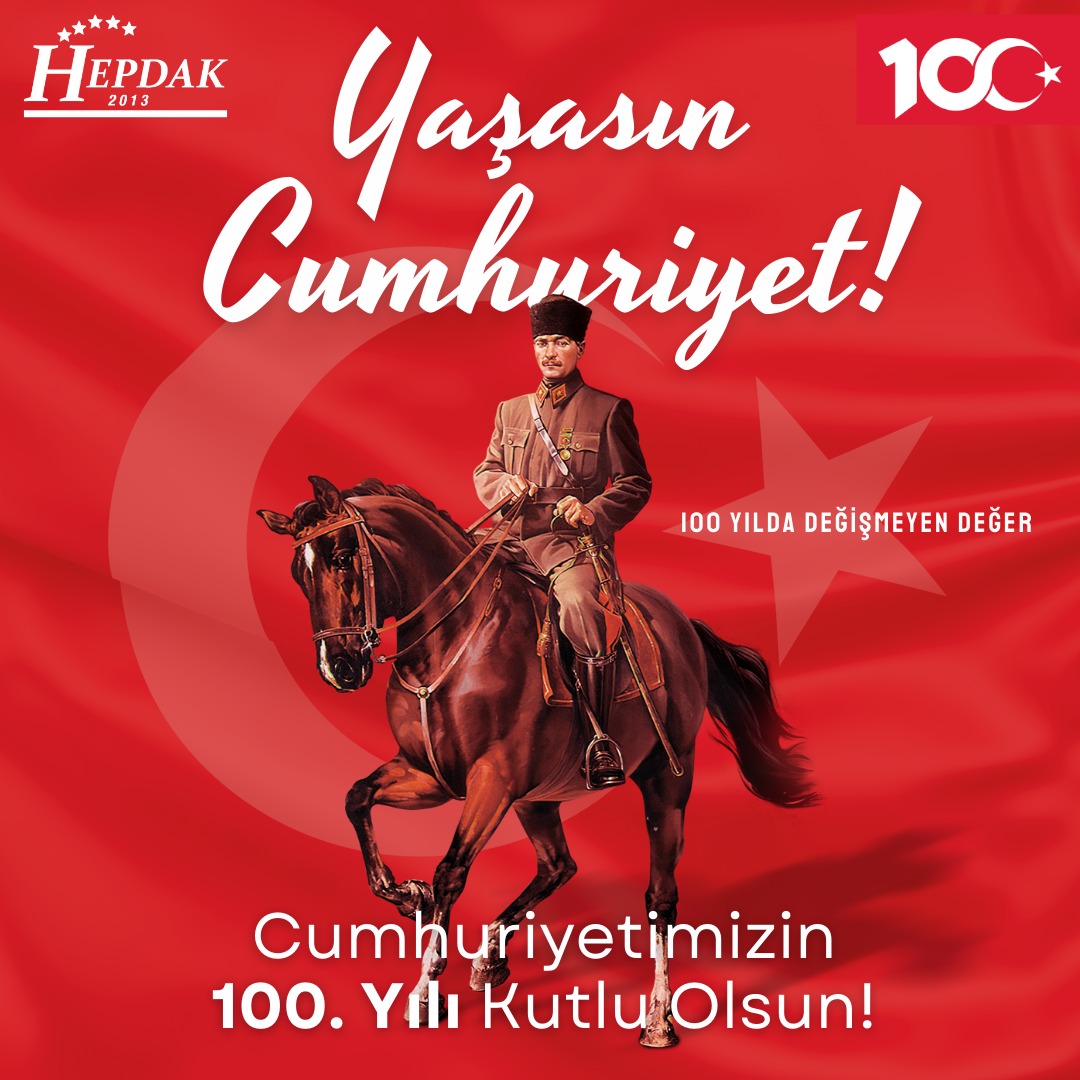 HEPDAK
2013
100
Yaşasın
Cumhuriyet!
100 YILDA DEĞİŞMEYEN DEĞER
Cumhuriyetimizin
100. Yılı Kutlu Olsun!